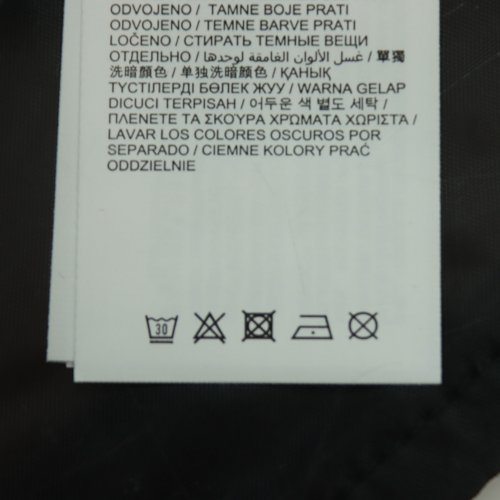 ODVOJENO / TAMNE BOJE PRATI
ODVOJENO / TEMNE BARVE PRATI
LOČENO / СТИРАТЬ ТЕМНЫЕ ВЕЩИ
ОТДЕЛЬНО / غسل الألوان الغامقة لوحدها / 單獨
洗暗顏色 / 单独洗暗颜色 / ҚАНЫҚ
ТҮСТІЛЕРДІ БӨЛЕК ЖУУ / WARNA GELAP
DICUCI TERPISAH / 어두운 색 별도 세탁 /
ΠΛΕΝΕΤΕ ΤΑ ΣΚΟΥΡΑ ΧΡΏΜΑΤΑ ΧΩΡΙΣΤΆ /
LAVAR LOS COLORES OSCUROS POR
SEPARADO / CIEMNE KOLORY PRAĆ
ODDZIELNIE
30